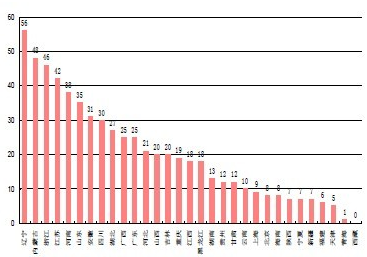 60
50
40
30
20
10
0
56
48
46
42
38
35
31
30
27
25
25
21
20
20
19
18
18
13
12
12
10
9
8
8
7
7
7
6
5
1
0
辽宁
内蒙古
浙江
江苏
河南
山东
安徽
四川
湖北
广西
广东
河北
山西
吉林
重庆
江西
黑龙江
湖南
贵州
甘肃
云南
上海
北京
海南
陕西
宁夏
新疆
福建
天津
青海
西藏